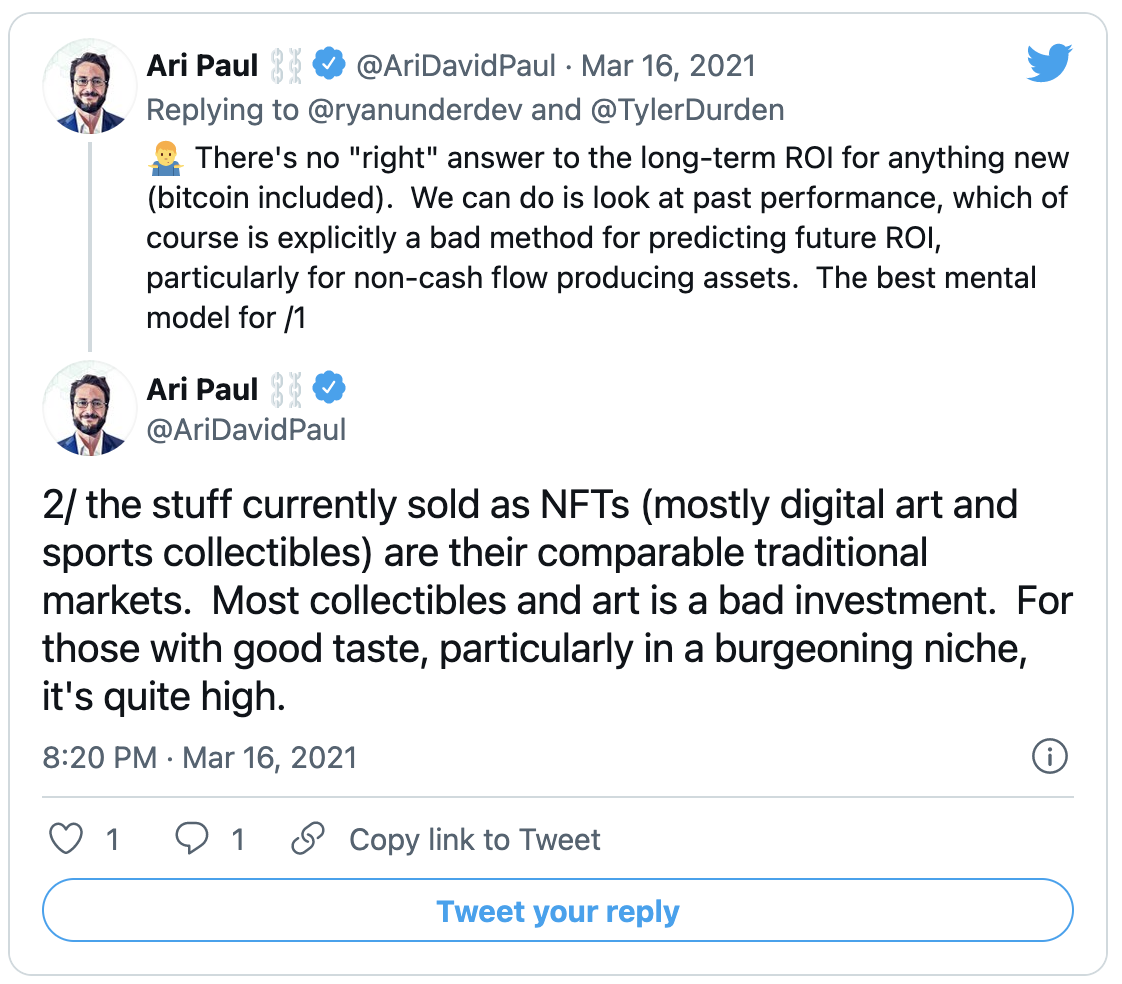 Ari Paul ⛓️ @AriDavidPaul · Mar 16, 2021
Replying to @ryanunderdev and @TylerDurden
🤷‍♂️ There's no "right" answer to the long-term ROI for anything new
(bitcoin included).  We can do is look at past performance, which of
course is explicitly a bad method for predicting future ROI,
particularly for non-cash flow producing assets.  The best mental
model for /1
Ari Paul ⛓️
@AriDavidPaul
2/ the stuff currently sold as NFTs (mostly digital art and
sports collectibles) are their comparable traditional
markets.  Most collectibles and art is a bad investment.  For
those with good taste, particularly in a burgeoning niche,
it's quite high.
8:20 PM · Mar 16, 2021
1 1 Copy link to Tweet
Tweet your reply